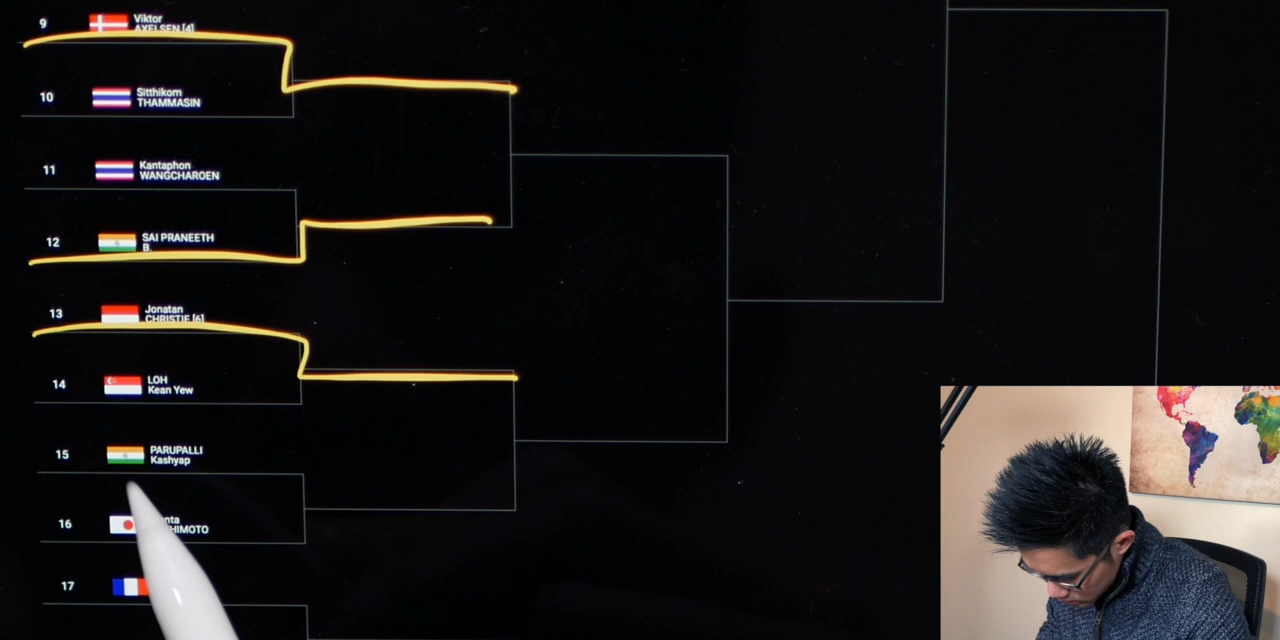 9
Viktor
AXELSEN [4]
10
Sitthikom
THAMMASIN
11
Kantaphon
WANGCHAROEN
12
SAI PRANEETH
B.
13
Jonatan
CHRISTIE [6]
14
LOH
Kean Yew
15
PARUPALLI
Kashyap
16
17